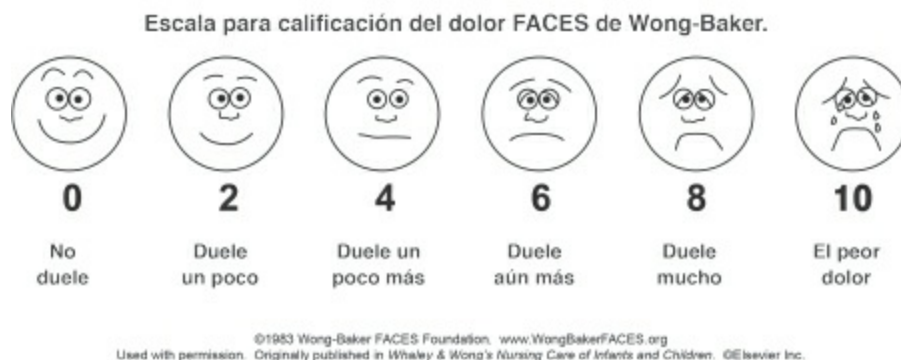 Escala para calificación del dolor FACES de Wong-Baker.
0 2 4 6 8 10
No Duele Duele un Duele Duele El peor
duele un poco poco más aún más mucho dolor
©1983 Wong-Baker FACES Foundation. www.WongBakerFACES.org
Used with permission. Originally published in Whaley & Wong's Nursing Care of Infants and Children. ©Elsevier Inc.